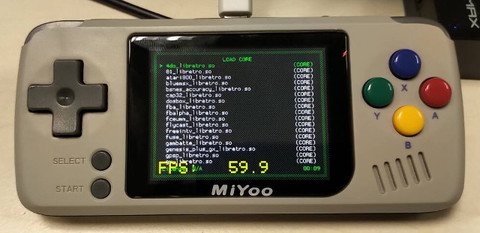 LOAD CORE
4do_libretro.so (CORE)
81_libretro.so (CORE)
atari800_libretro.so (CORE)
bluemsx_libretro.so (CORE)
bsnes_accuracy_libretro.so (CORE)
cap32_libretro.so (CORE)
dosbox_libretro.so (CORE)
fba_libretro.so (CORE)
fbalpha_libretro.so (CORE)
fceumm_libretro.so (CORE)
flycast_libretro.so (CORE)
freeintv_libretro.so (CORE)
fuse_libretro.so (CORE)
gambatte_libretro.so (CORE)
genesis_plus_gx_libretro.so (CORE)
gpsp_libretro.so (CORE)
(CORE)
FPS: 59.9
N/A 00:09
X
Y
A
B
SELECT
START
MiYoo